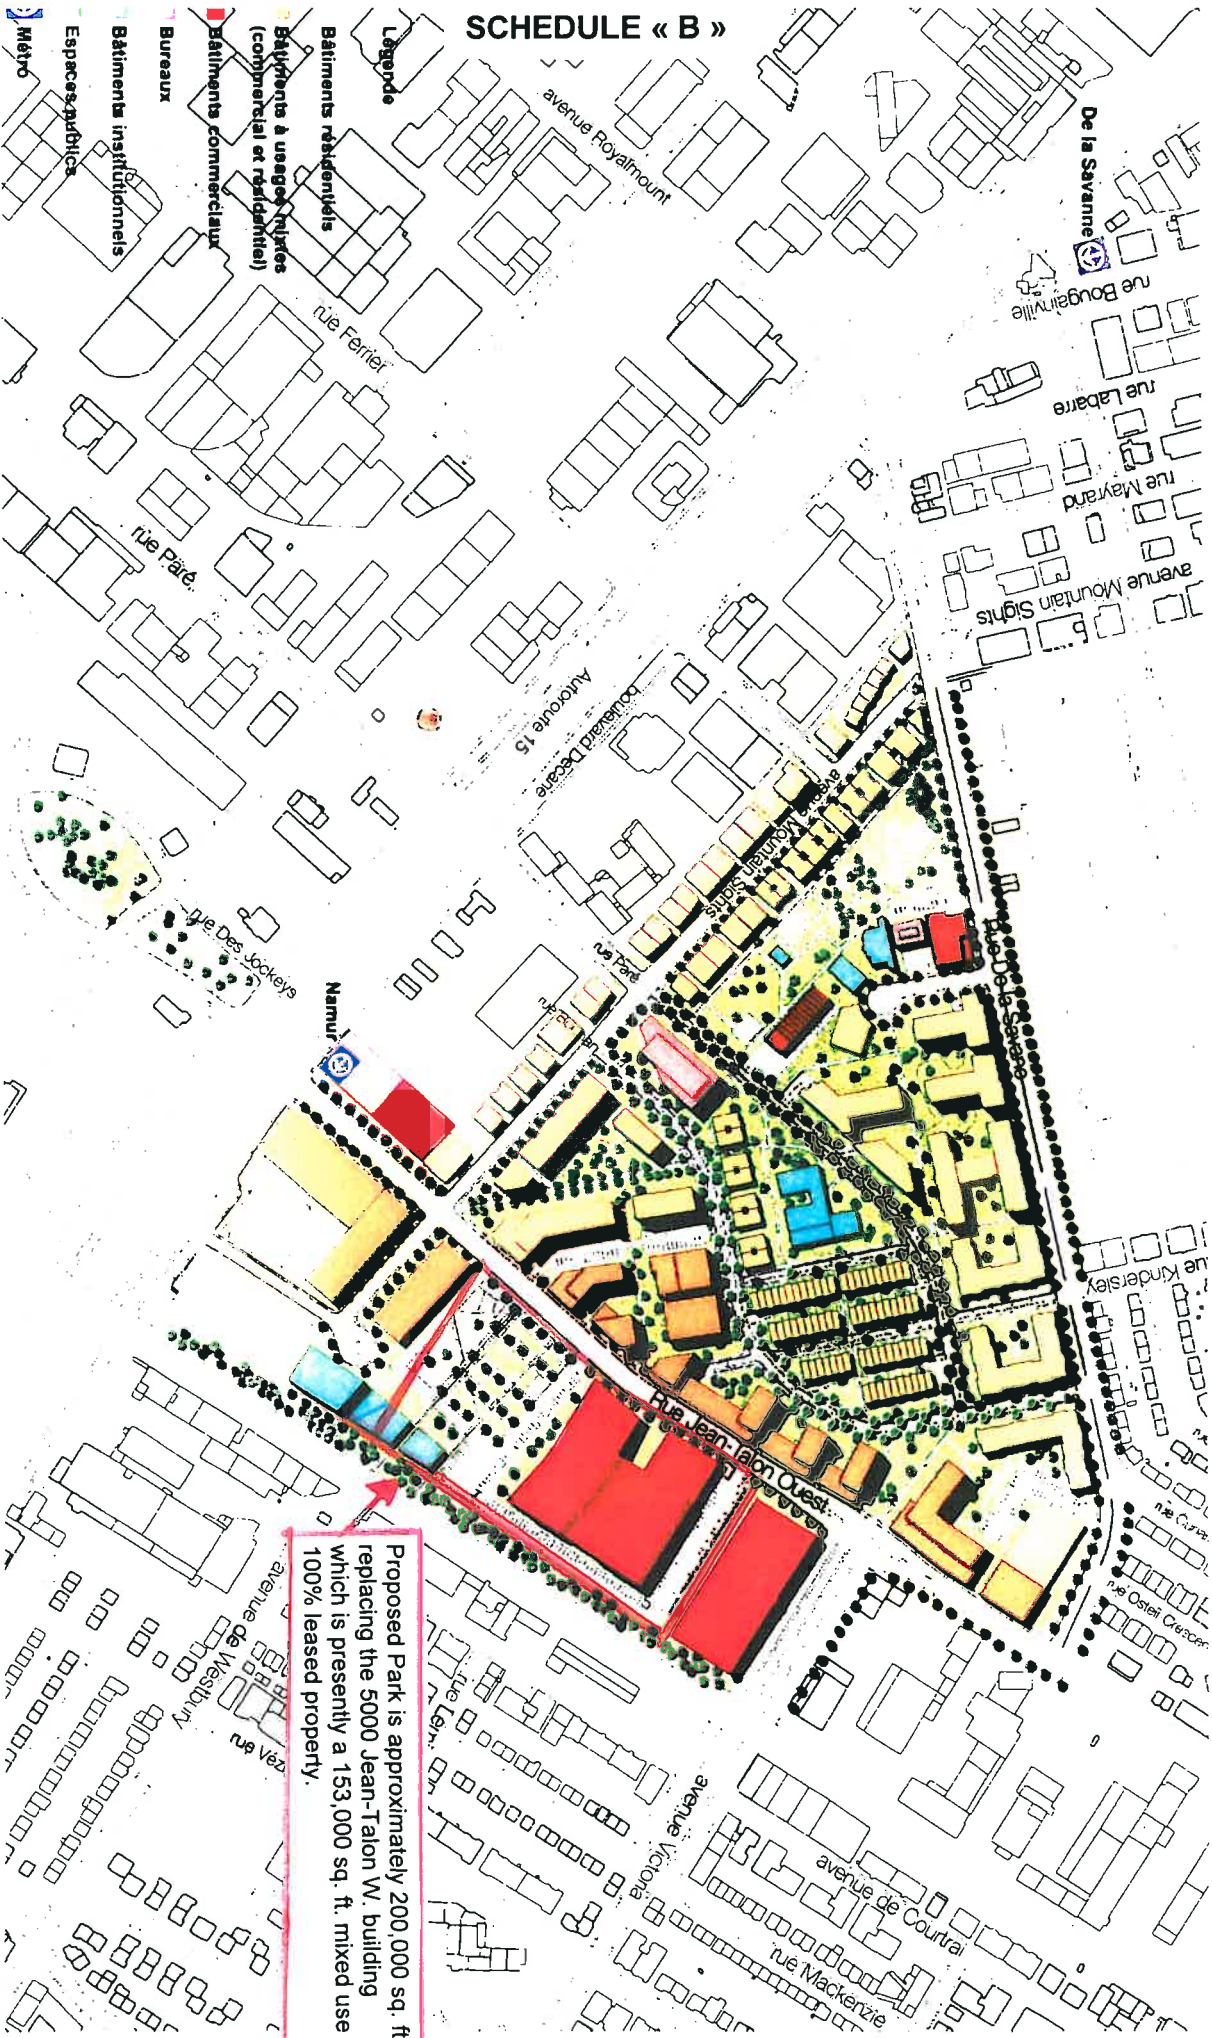 SCHEDULE « B »
Légende
Bâtiments résidentiels
Bâtiments à usages mixtes
(commercial et résidentiel)
Bâtiments commerciaux
Bureaux
Bâtiments institutionnels
Espaces publics
Métro
De la Savanne
avenue Royalmount
rue Bougainville
rue Labarre
rue Mayrand
avenue Mountain Sights
rue Ferrier
rue Paré
Autoroute 15
boulevard Décarie
avenue Mountain Sights
rue Paré
rue Des Jockeys
Namur
Rue De la Savane
rue Kindersley
Rue Jean-Talon Ouest
avenue de Westbury
avenue Victoria
avenue de Courtrai
rue Mackenzie
Proposed Park is approximately 200,000 sq. ft
replacing the 5000 Jean-Talon W. building
which is presently a 153,000 sq. ft. mixed use
100% leased property.